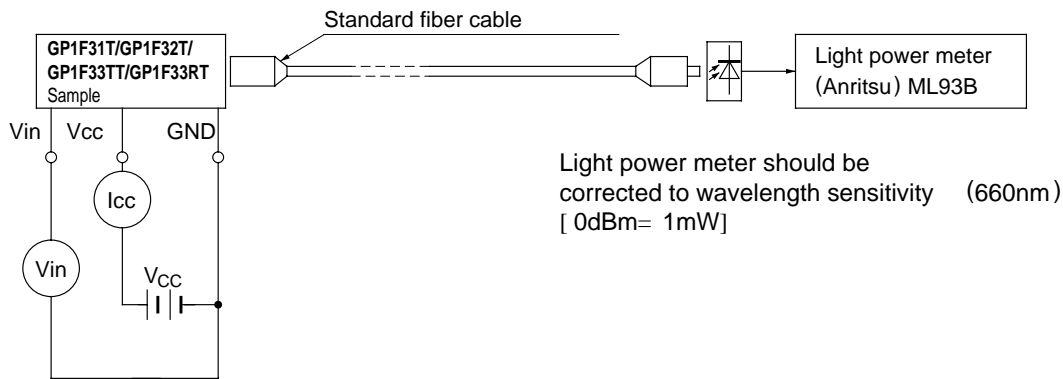 Standard fiber cable
GP1F31T/GP1F32T/
GP1F33TT/GP1F33RT
Sample
Light power meter
(Anritsu) ML93B
Vin
Vcc
GND
Icc
Vin
VCC
Light power meter should be
corrected to wavelength sensitivity (660nm)
[ 0dBm= 1mW]